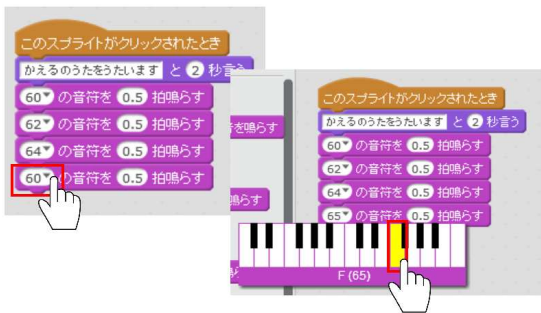 このスプライトがクリックされたとき
かえるのうたをうたいます と 2 秒言う
60 の音符を 0.5 拍鳴らす
62 の音符を 0.5 拍鳴らす
64 の音符を 0.5 拍鳴らす
60 の音符を 0.5 拍鳴らす
を鳴らす
鳴らす
このスプライトがクリックされたとき
かえるのうたをうたいます と 2 秒言う
60 の音符を 0.5 拍鳴らす
62 の音符を 0.5 拍鳴らす
64 の音符を 0.5 拍鳴らす
65 の音符を 0.5 拍鳴らす
F (65)